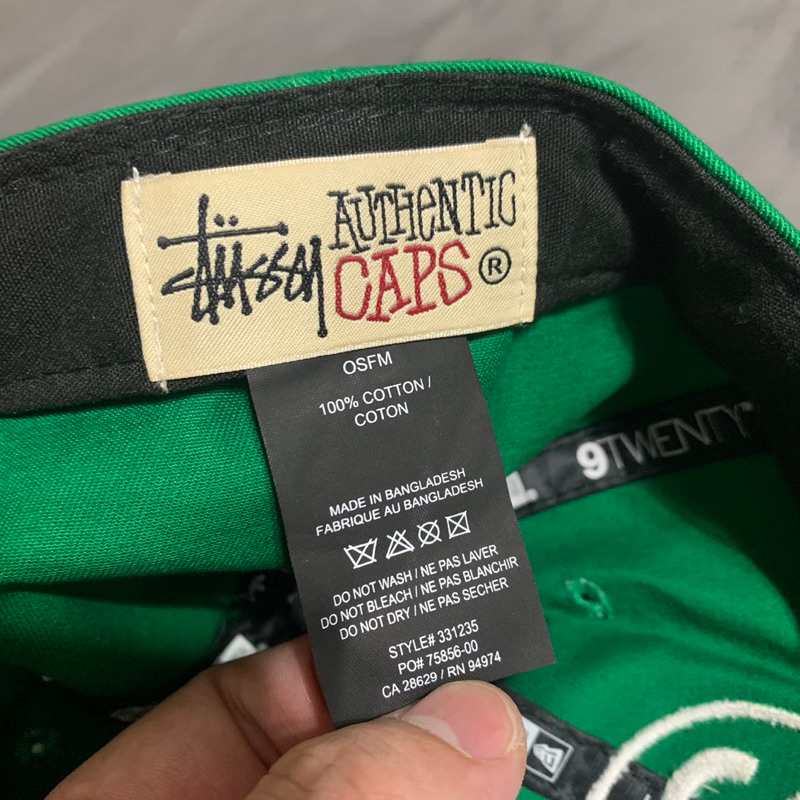 Stüssy AUTHENTIC
CAPS ®
OSFM
100% COTTON /
COTON
MADE IN BANGLADESH
FABRIQUE AU BANGLADESH
DO NOT WASH / NE PAS LAVER
DO NOT BLEACH / NE PAS BLANCHIR
DO NOT DRY / NE PAS SECHER
STYLE# 331235
PO# 75856-00
CA 28629 / RN 94974
9TWENTY™